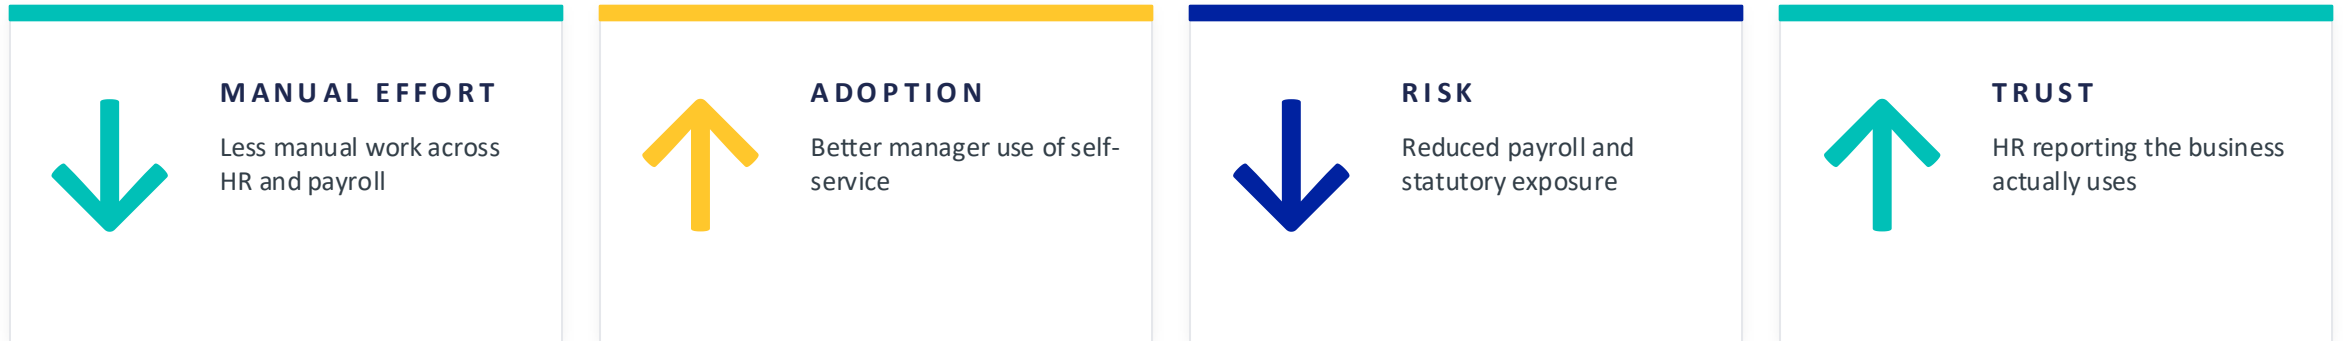 MANUAL EFFORT
Less manual work across
HR and payroll
ADOPTION
Better manager use of self-
service
RISK
Reduced payroll and
statutory exposure
TRUST
HR reporting the business
actually uses